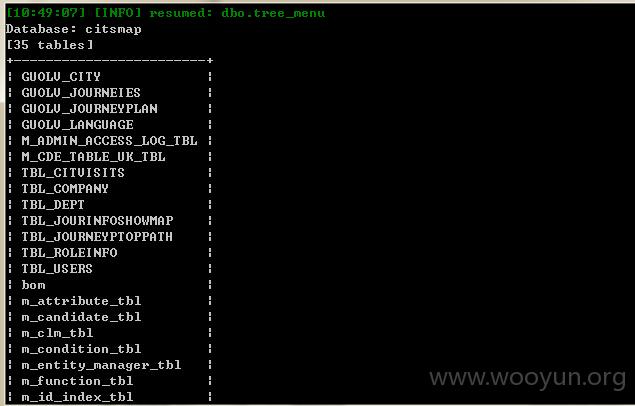 [10:49:07] [INFO] resumed: dbo.tree_menu
Database: citsmap
[35 tables]
+------------------------+
| GUOLV_CITY |
| GUOLV_JOURNEIES |
| GUOLV_JOURNEYPLAN |
| GUOLV_LANGUAGE |
| M_ADMIN_ACCESS_LOG_TBL |
| M_CDE_TABLE_UK_TBL |
| TBL_CITVISITS |
| TBL_COMPANY |
| TBL_DEPT |
| TBL_JOURINFOSHOWMAP |
| TBL_JOURNEYPTOPPATH |
| TBL_ROLEINFO |
| TBL_USERS |
| bom |
| m_attribute_tbl |
| m_candidate_tbl |
| m_clm_tbl |
| m_condition_tbl |
| m_entity_manager_tbl |
| m_function_tbl |
| m_id_index_tbl |
www.wooyun.org